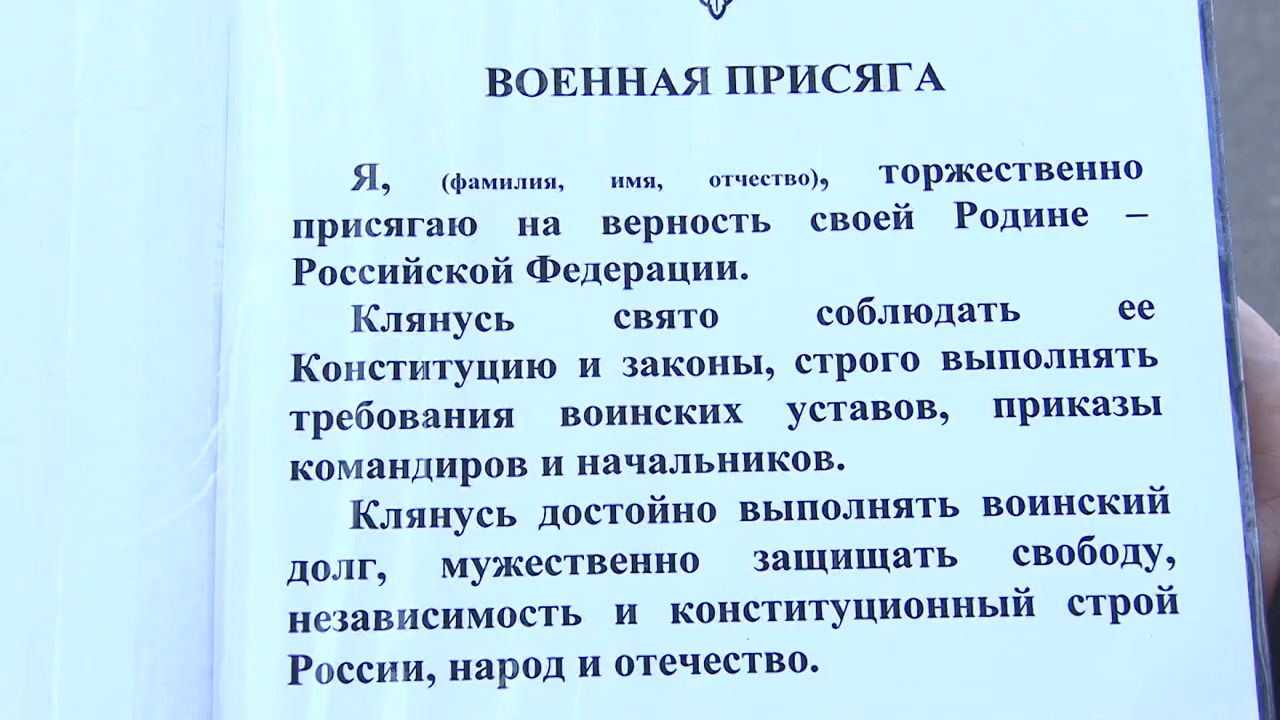 ВОЕННАЯ ПРИСЯГА
Я, (фамилия, имя, отчество), торжественно
присягаю на верность своей Родине –
Российской Федерации.
Клянусь свято соблюдать ее
Конституцию и законы, строго выполнять
требования воинских уставов, приказы
командиров и начальников.
Клянусь достойно выполнять воинский
долг, мужественно защищать свободу,
независимость и конституционный строй
России, народ и отечество.